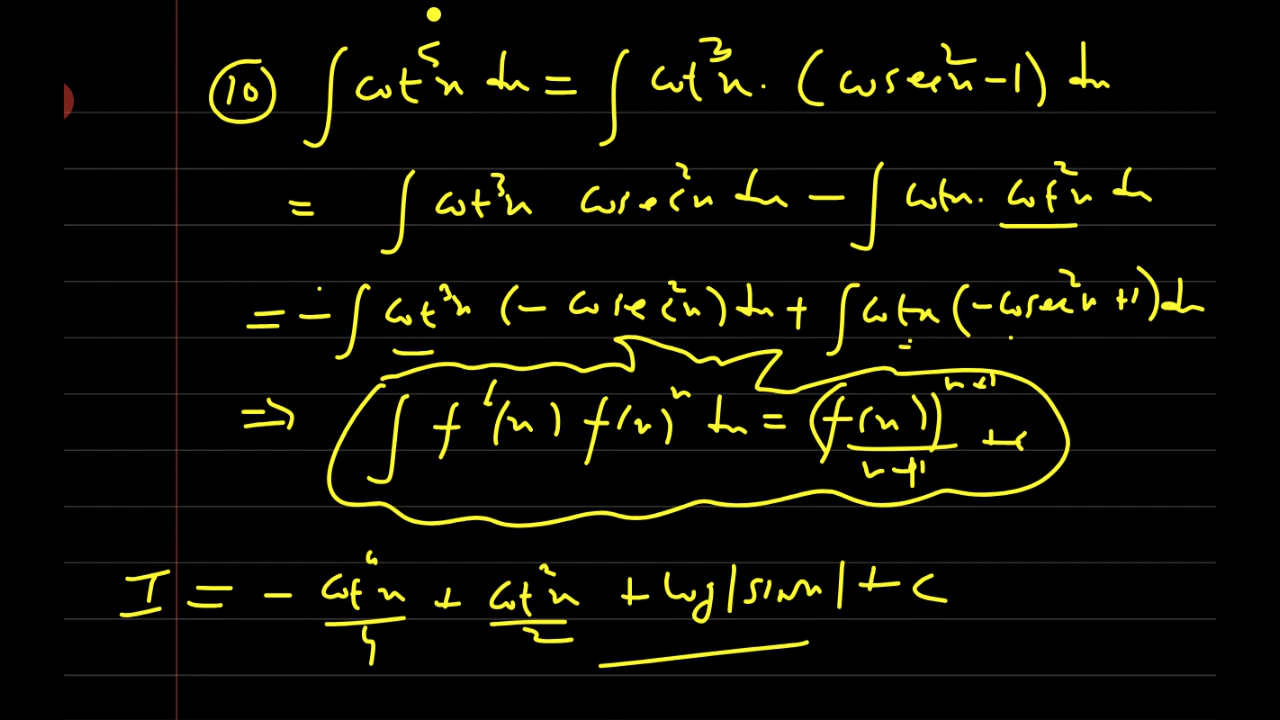 (10) ∫ cot⁵x dx = ∫ cot³x · (cosec²x − 1) dx
= ∫ cot³x cosec²x dx − ∫ cotx · cot²x dx
= − ∫ cot³x (− cosec²x) dx + ∫ cotx (− cosec²x + 1) dx
⇒ ∫ f'(x) f(x)ⁿ dx = (f(x))ⁿ⁺¹/n+1 + c
I = − cot⁴x/4 + cot²x/2 + log|sinx| + c